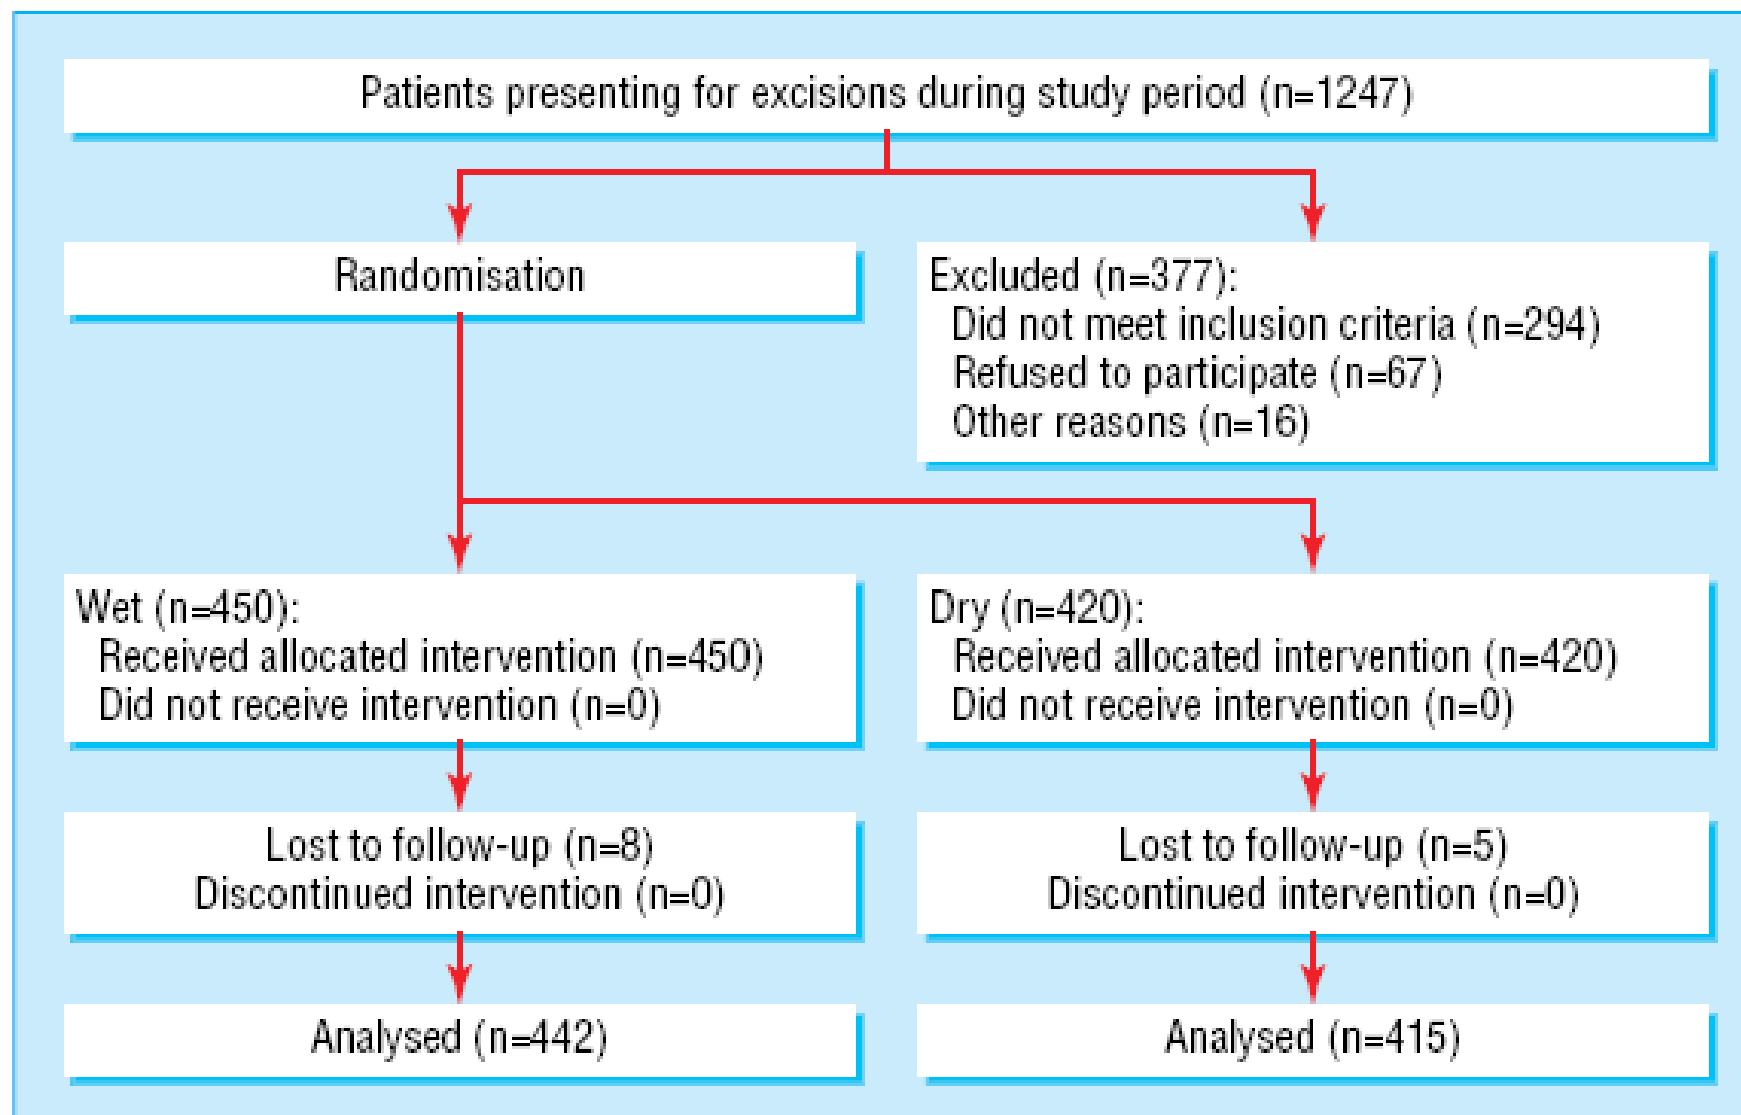 Patients presenting for excisions during study period (n=1247)
Randomisation
Excluded (n=377):
Did not meet inclusion criteria (n=294)
Refused to participate (n=67)
Other reasons (n=16)
Wet (n=450):
Received allocated intervention (n=450)
Did not receive intervention (n=0)
Dry (n=420):
Received allocated intervention (n=420)
Did not receive intervention (n=0)
Lost to follow-up (n=8)
Discontinued intervention (n=0)
Lost to follow-up (n=5)
Discontinued intervention (n=0)
Analysed (n=442)
Analysed (n=415)